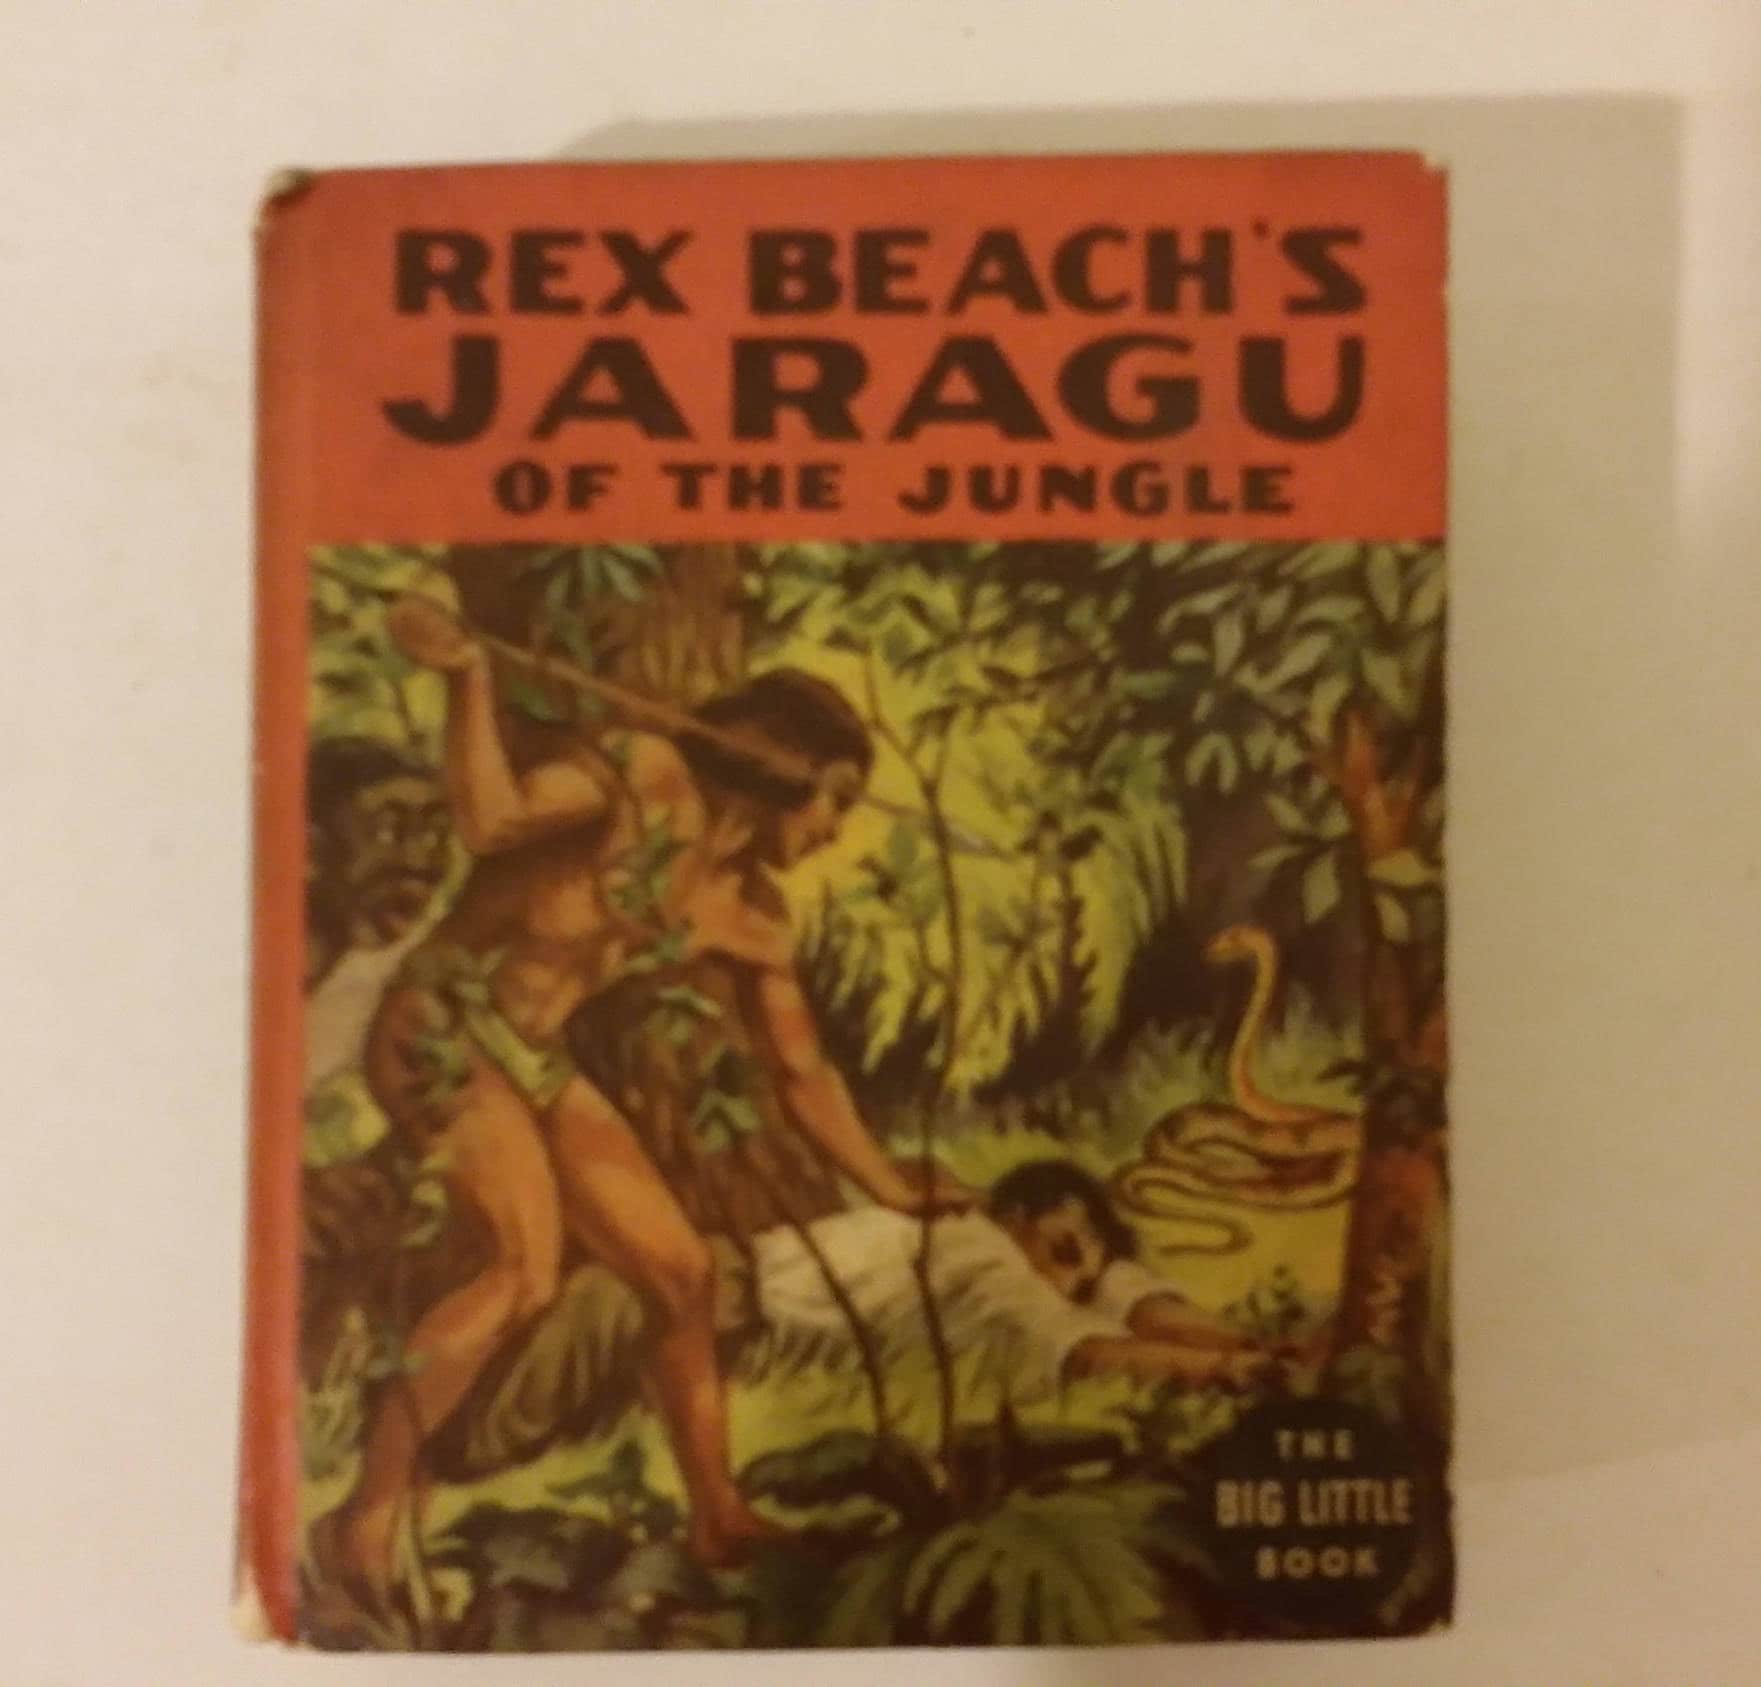 REX BEACH'S
JARAGU
OF THE JUNGLE
THE
BIG LITTLE
BOOK